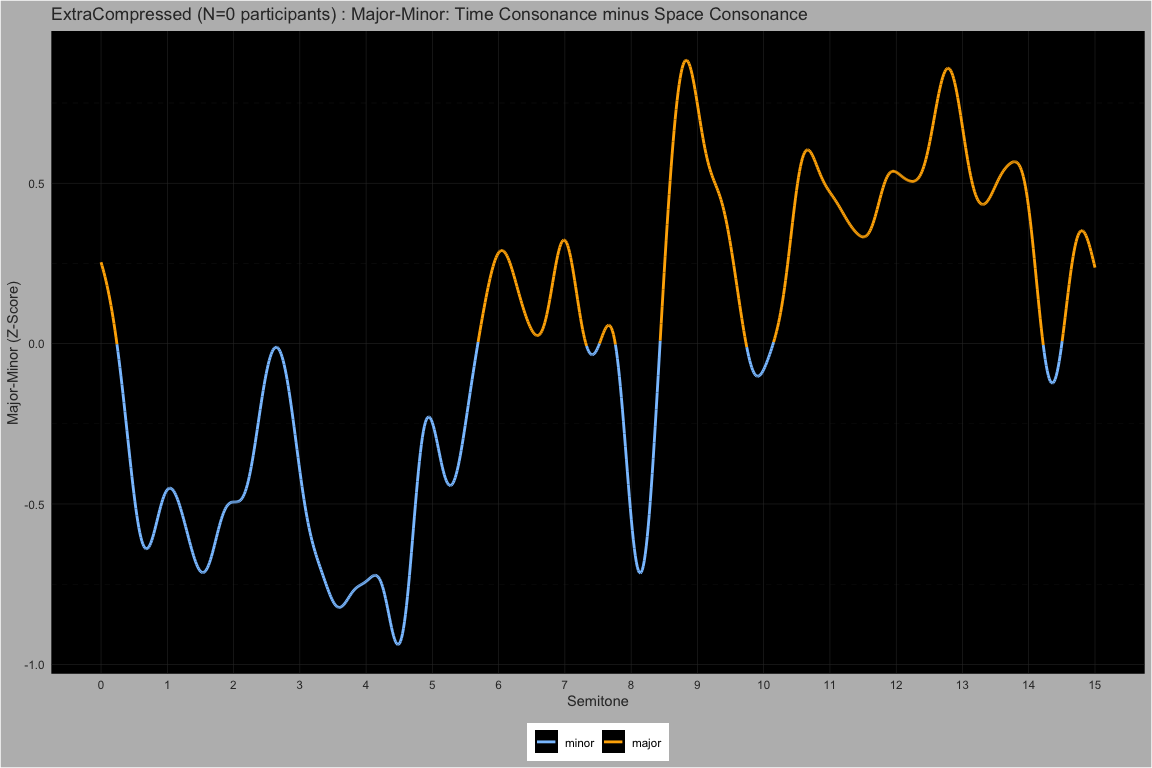 ExtraCompressed (N=0 participants) : Major-Minor: Time Consonance minus Space Consonance
Major-Minor (Z-Score)
0.5
0.0
-0.5
-1.0
0 1 2 3 4 5 6 7 8 9 10 11 12 13 14 15
Semitone
minor major